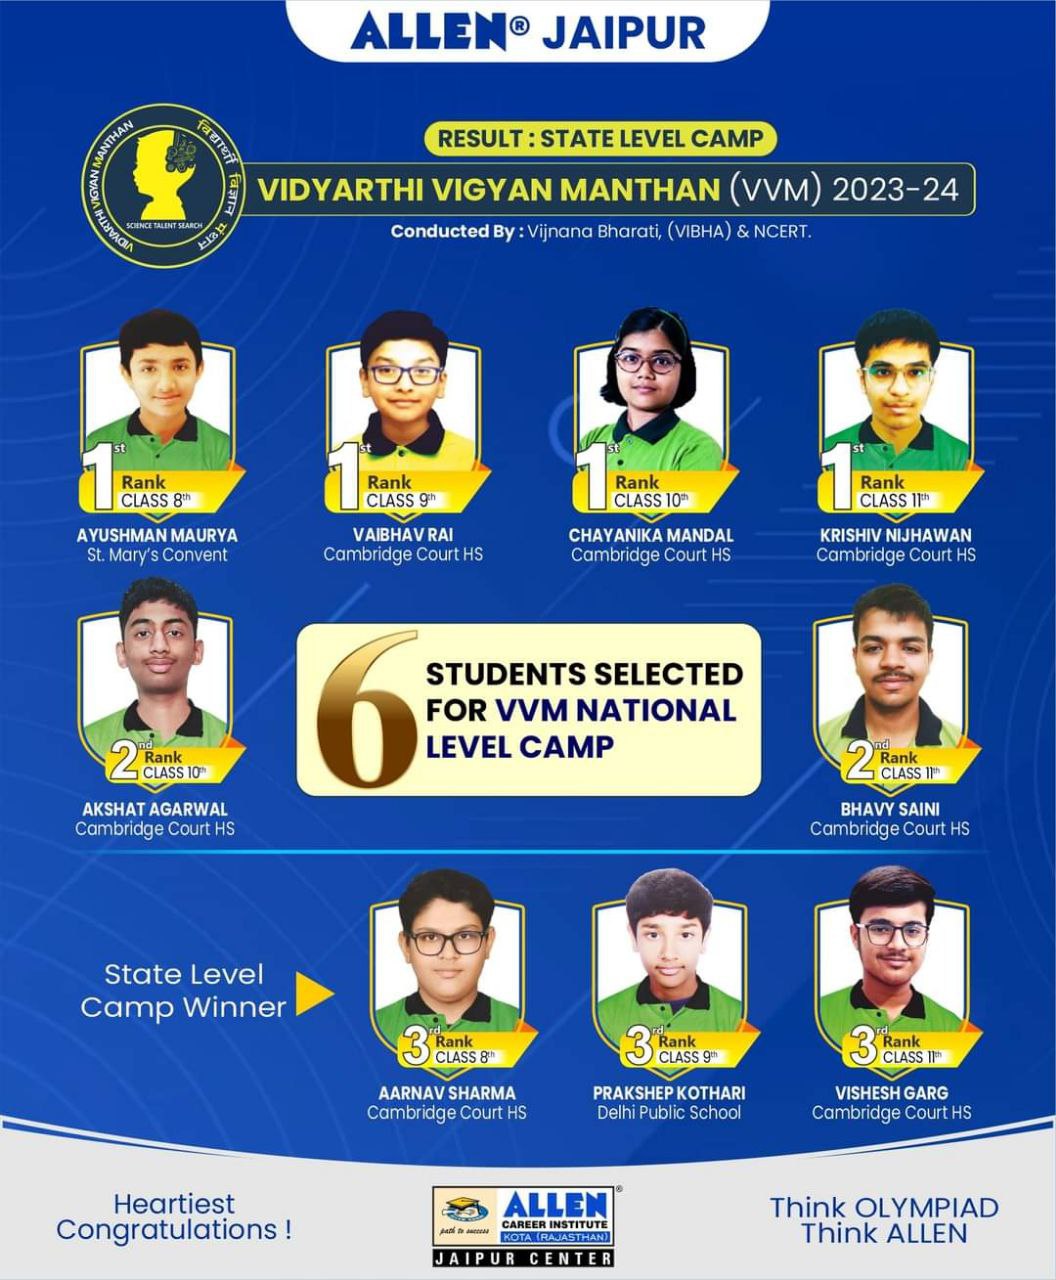 ALLEN® JAIPUR
RESULT : STATE LEVEL CAMP
VIDYARTHI VIGYAN MANTHAN (VVM) 2023-24
Conducted By : Vijnana Bharati, (VIBHA) & NCERT.
VIDYARTHI VIGYAN MANTHAN
विद्यार्थी विज्ञान मंथन
SCIENCE TALENT SEARCH
1st Rank
CLASS 8th
AYUSHMAN MAURYA
St. Mary's Convent
1st Rank
CLASS 9th
VAIBHAV RAI
Cambridge Court HS
1st Rank
CLASS 10th
CHAYANIKA MANDAL
Cambridge Court HS
1st Rank
CLASS 11th
KRISHIV NIJHAWAN
Cambridge Court HS
2nd Rank
CLASS 10th
AKSHAT AGARWAL
Cambridge Court HS
6 STUDENTS SELECTED
FOR VVM NATIONAL
LEVEL CAMP
2nd Rank
CLASS 11th
BHAVY SAINI
Cambridge Court HS
State Level
Camp Winner
3rd Rank
CLASS 8th
AARNAV SHARMA
Cambridge Court HS
3rd Rank
CLASS 9th
PRAKSHEP KOTHARI
Delhi Public School
3rd Rank
CLASS 11th
VISHESH GARG
Cambridge Court HS
Heartiest
Congratulations !
path to success
ALLEN®
CAREER INSTITUTE
KOTA (RAJASTHAN)
JAIPUR CENTER
Think OLYMPIAD
Think ALLEN